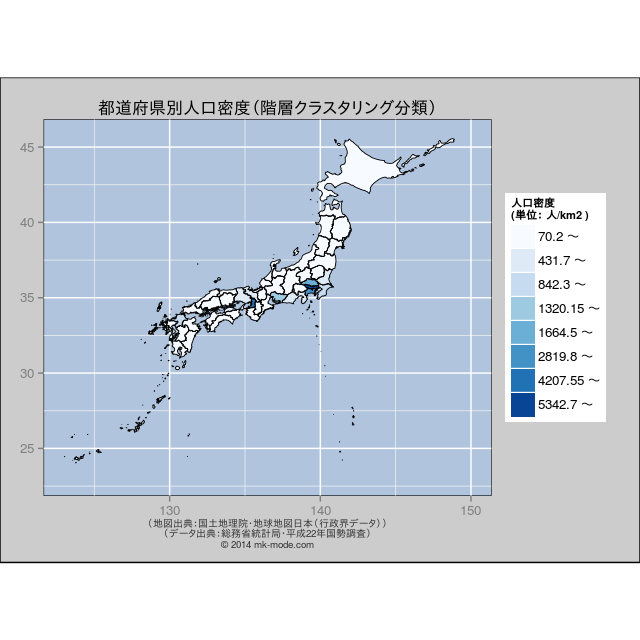 都道府県別人口密度（階層クラスタリング分類）
45
40
35
30
25
130
140
150
人口密度
(単位： 人/km2 )
70.2 ～
431.7 ～
842.3 ～
1320.15 ～
1664.5 ～
2819.8 ～
4207.55 ～
5342.7 ～
（地図出典：国土地理院・地球地図日本（行政界データ））
（データ出典：総務省統計局・平成22年国勢調査）
© 2014 mk-mode.com